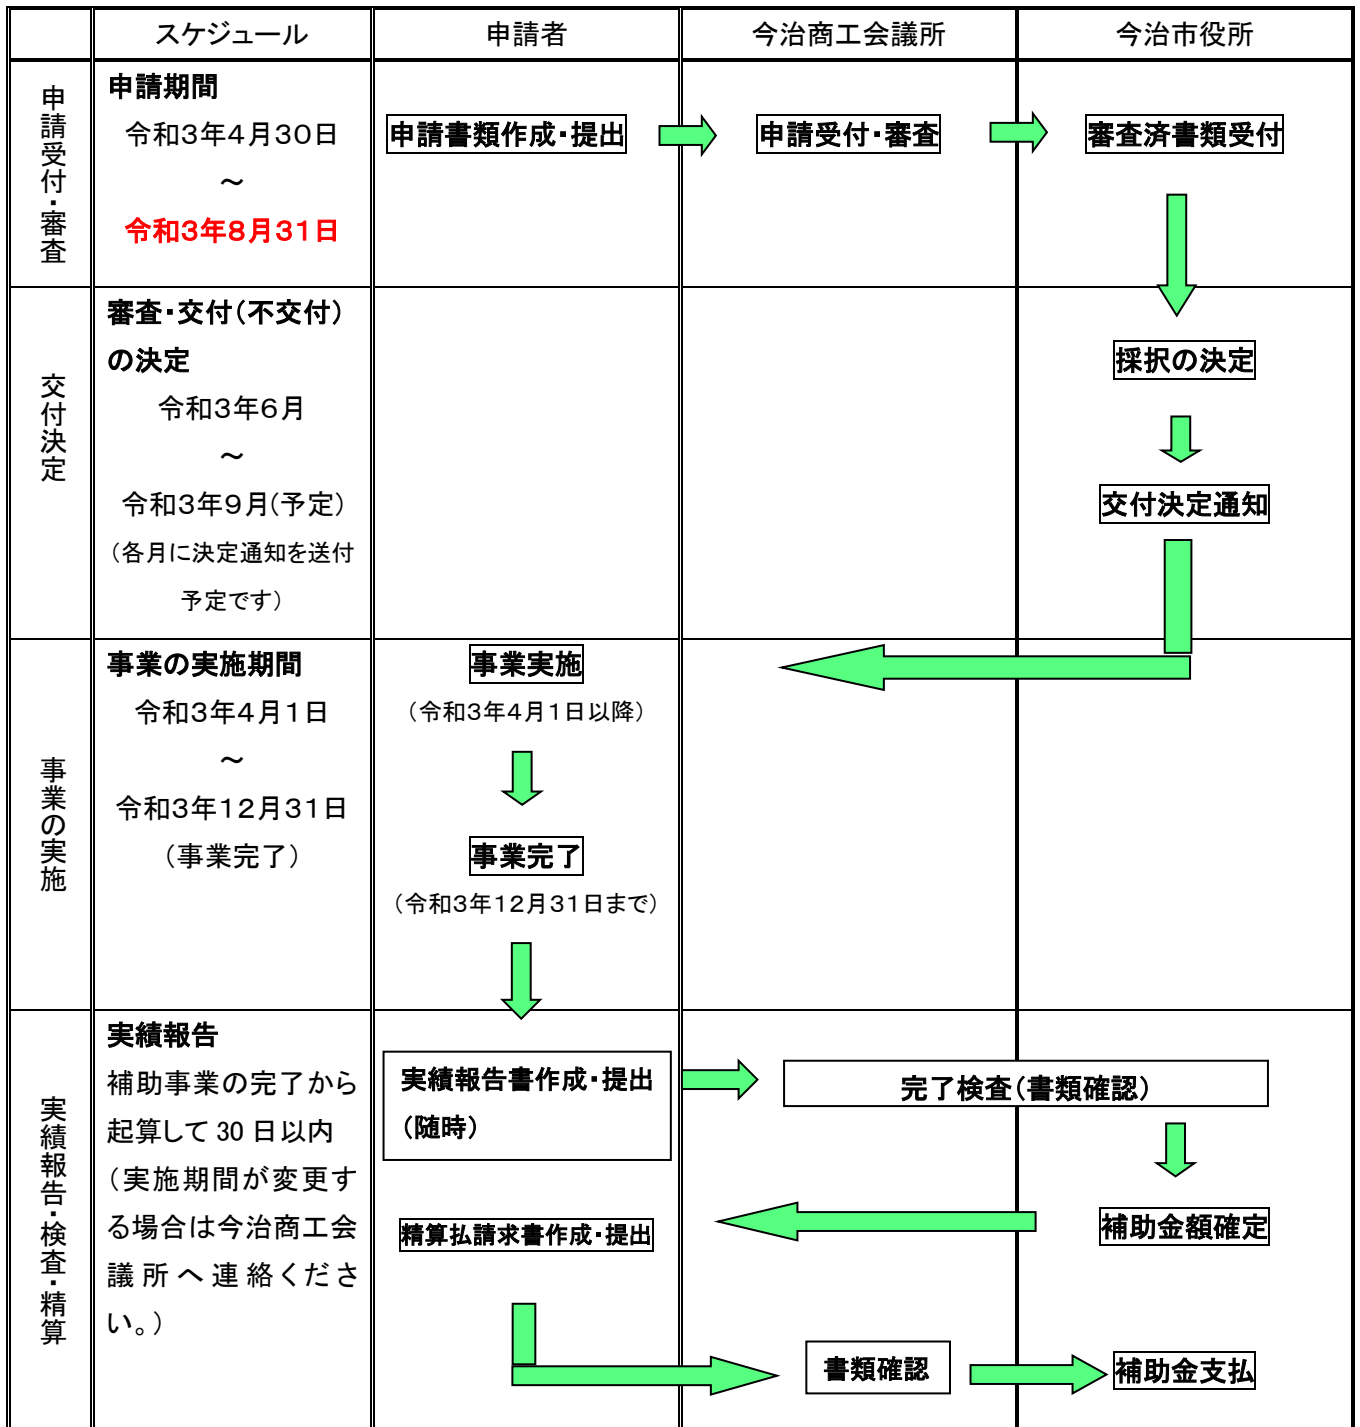 スケジュール
申請者
今治商工会議所
今治市役所
申請受付・審査
申請期間
令和3年4月30日
～
令和3年8月31日
申請書類作成・提出
申請受付・審査
審査済書類受付
交付決定
審査・交付（不交付）
の決定
令和3年6月
～
令和3年9月（予定）
（各月に決定通知を送付
予定です）
採択の決定
交付決定通知
事業の実施
事業の実施期間
令和3年4月1日
～
令和3年12月31日
（事業完了）
事業実施
（令和3年4月1日以降）
事業完了
（令和3年12月31日まで）
実績報告・検査・精算
実績報告
補助事業の完了から
起算して 30 日以内
（実施期間が変更す
る場合は今治商工会
議所へ連絡くださ
い。）
実績報告書作成・提出
（随時）
完了検査（書類確認）
精算払請求書作成・提出
補助金額確定
書類確認
補助金支払